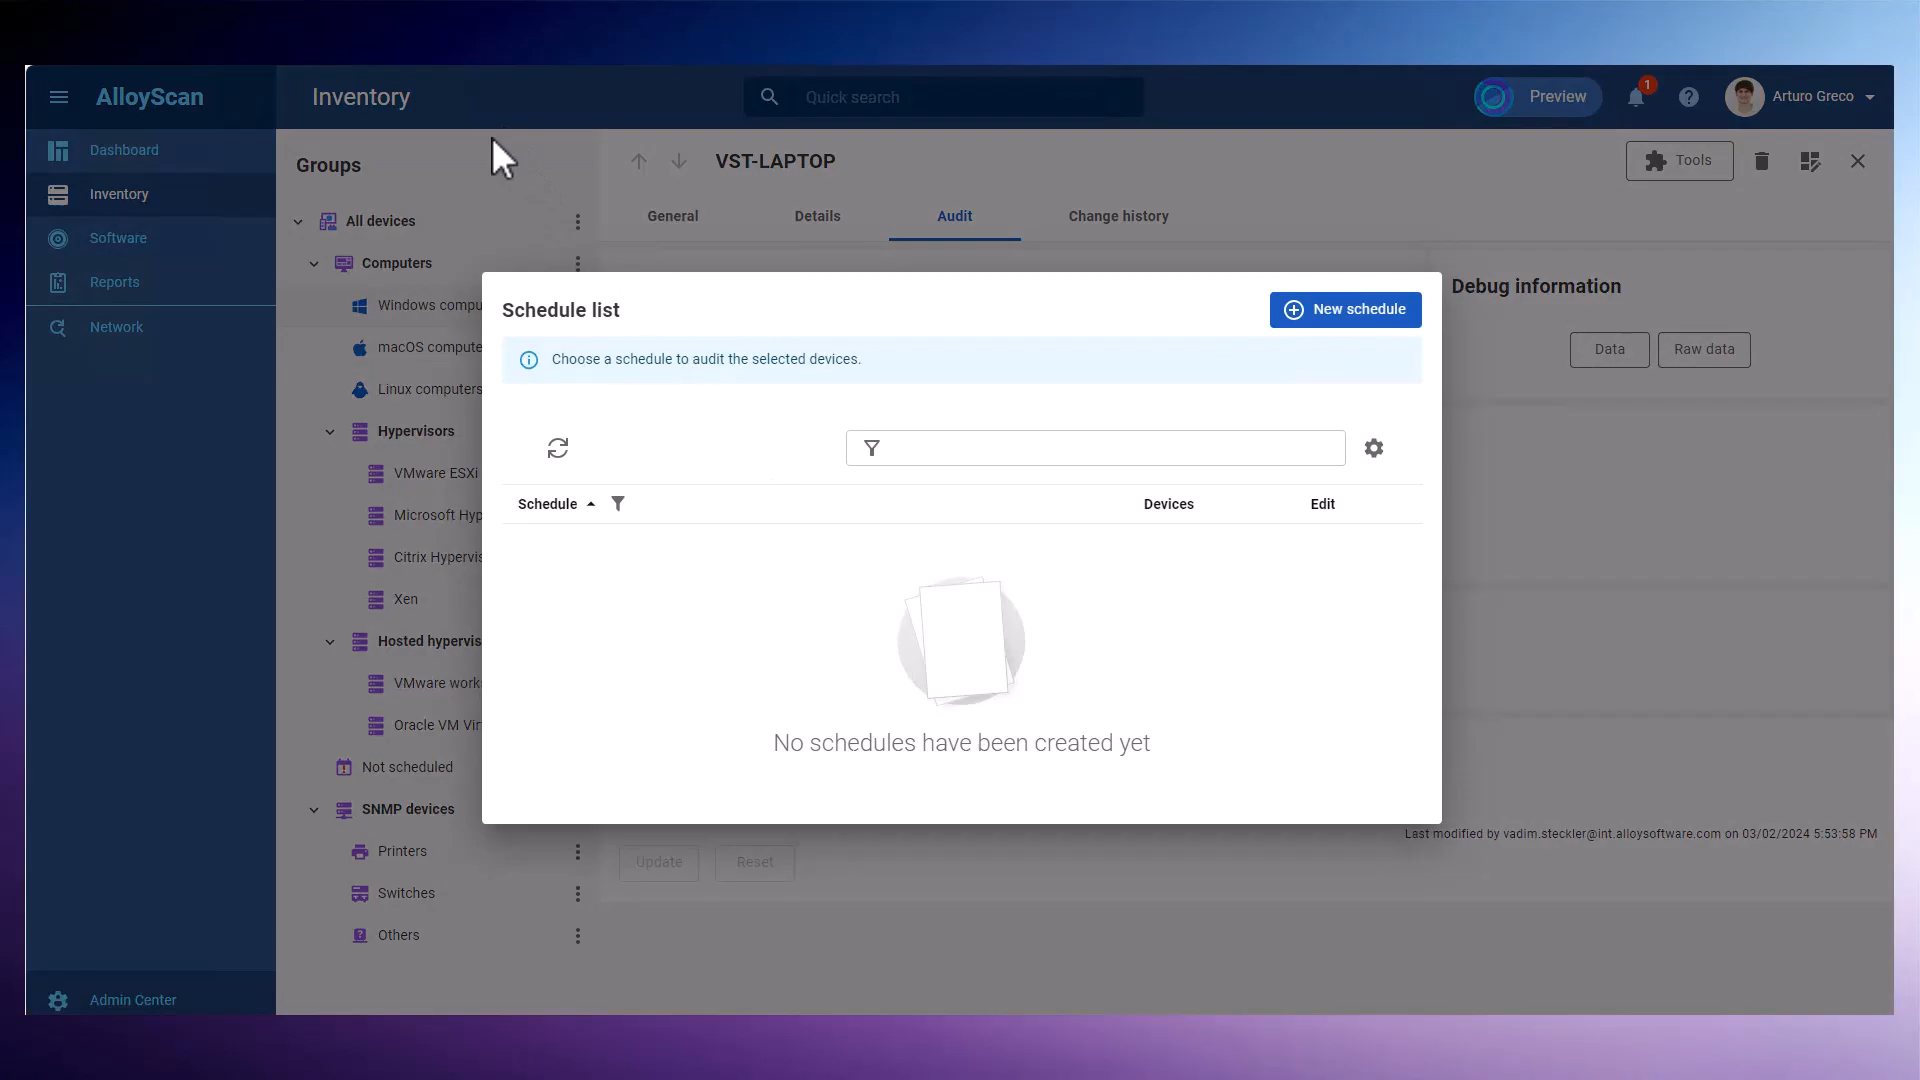 AlloyScan
Inventory
Quick search
Preview
1
Arturo Greco
Dashboard
Inventory
Software
Reports
Network
Admin Center
Groups
All devices
Computers
Windows compu
macOS compute
Linux computers
Hypervisors
VMware ESXi
Microsoft Hyp
Citrix Hypervis
Xen
Hosted hypervis
VMware work
Oracle VM Vir
Not scheduled
SNMP devices
Printers
Switches
Others
VST-LAPTOP
Tools
General Details Audit Change history
Debug information
Data Raw data
Schedule list
New schedule
Choose a schedule to audit the selected devices.
Schedule Devices Edit
No schedules have been created yet
Last modified by vadim.steckler@int.alloysoftware.com on 03/02/2024 5:53:58 PM
Update Reset